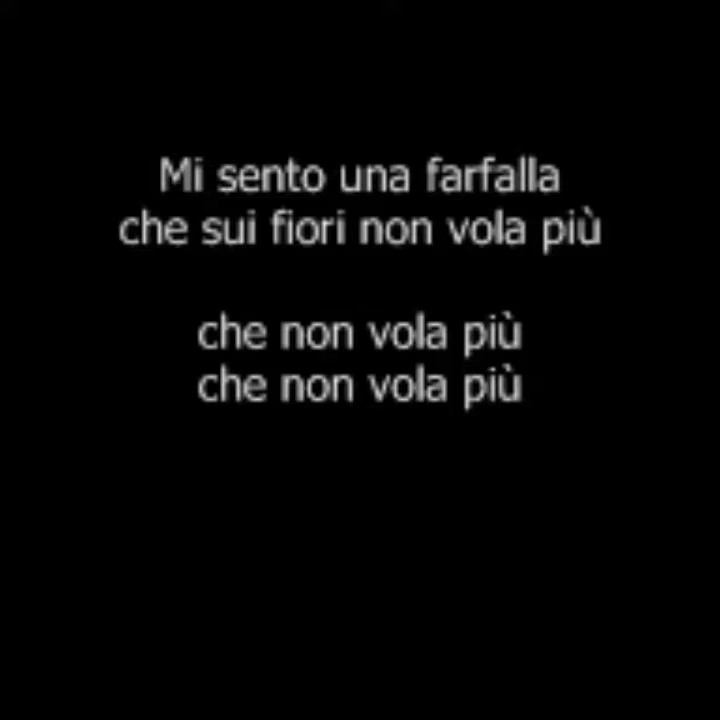 Mi sento una farfalla
che sui fiori non vola più
che non vola più
che non vola più